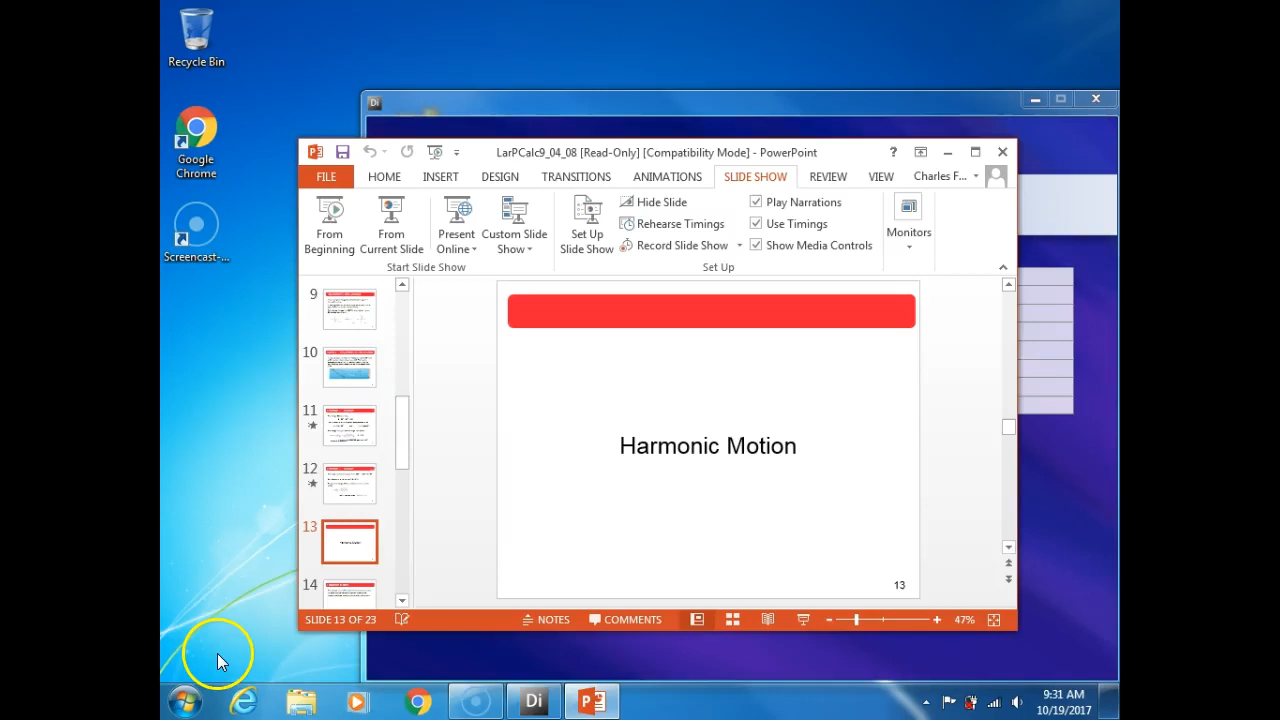 Recycle Bin
Google
Chrome
Screencast-...
Di
LarPCalc9_04_08 [Read-Only] [Compatibility Mode] - PowerPoint
?
FILE HOME INSERT DESIGN TRANSITIONS ANIMATIONS SLIDE SHOW REVIEW VIEW Charles F...
From
Beginning
From
Current Slide
Present
Online
Custom Slide
Show
Start Slide Show
Set Up
Slide Show
Hide Slide
Rehearse Timings
Record Slide Show
Play Narrations
Use Timings
Show Media Controls
Set Up
Monitors
9
10
11
12
13
14
Harmonic Motion
13
SLIDE 13 OF 23 NOTES COMMENTS 47%
Di
9:31 AM
10/19/2017